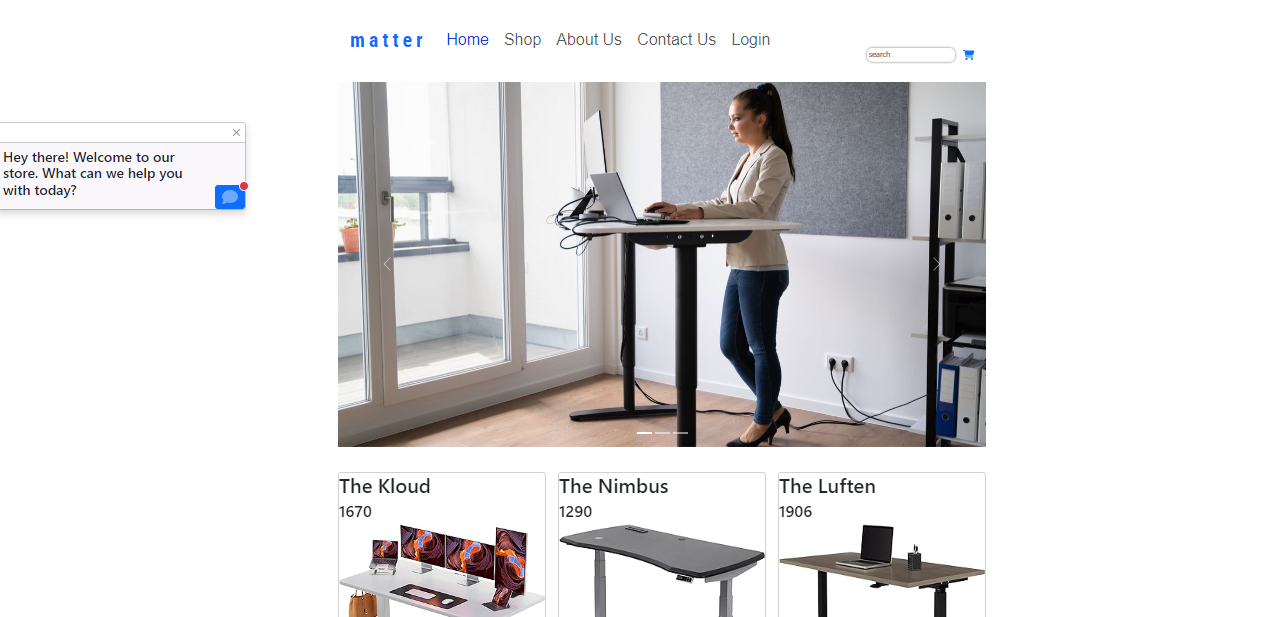 matter
Home
Shop
About Us
Contact Us
Login
search
Hey there! Welcome to our
store. What can we help you
with today?
The Kloud
1670
The Nimbus
1290
The Luften
1906